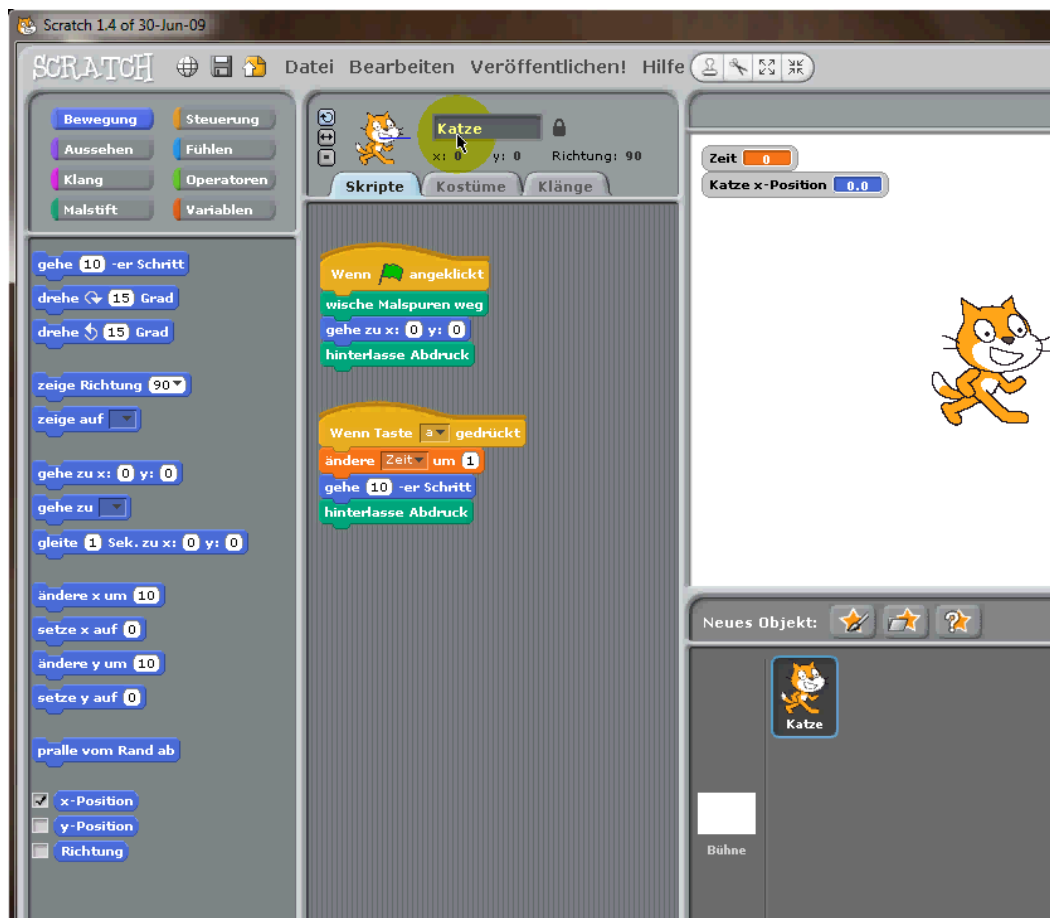 Scratch 1.4 of 30-Jun-09
SCRATCH Datei Bearbeiten Veröffentlichen! Hilfe
Bewegung Steuerung
Aussehen Fühlen
Klang Operatoren
Malstift Variablen
gehe 10 -er Schritt
drehe 15 Grad
drehe 15 Grad
zeige Richtung 90
zeige auf
gehe zu x: 0 y: 0
gehe zu
gleite 1 Sek. zu x: 0 y: 0
ändere x um 10
setze x auf 0
ändere y um 10
setze y auf 0
pralle vom Rand ab
x-Position
y-Position
Richtung
Katze
x: 0 y: 0 Richtung: 90
Skripte Kostüme Klänge
Wenn angeklickt
wische Malspuren weg
gehe zu x: 0 y: 0
hinterlasse Abdruck
Wenn Taste a gedrückt
ändere Zeit um 1
gehe 10 -er Schritt
hinterlasse Abdruck
Zeit 0
Katze x-Position 0.0
Neues Objekt:
Katze
Bühne